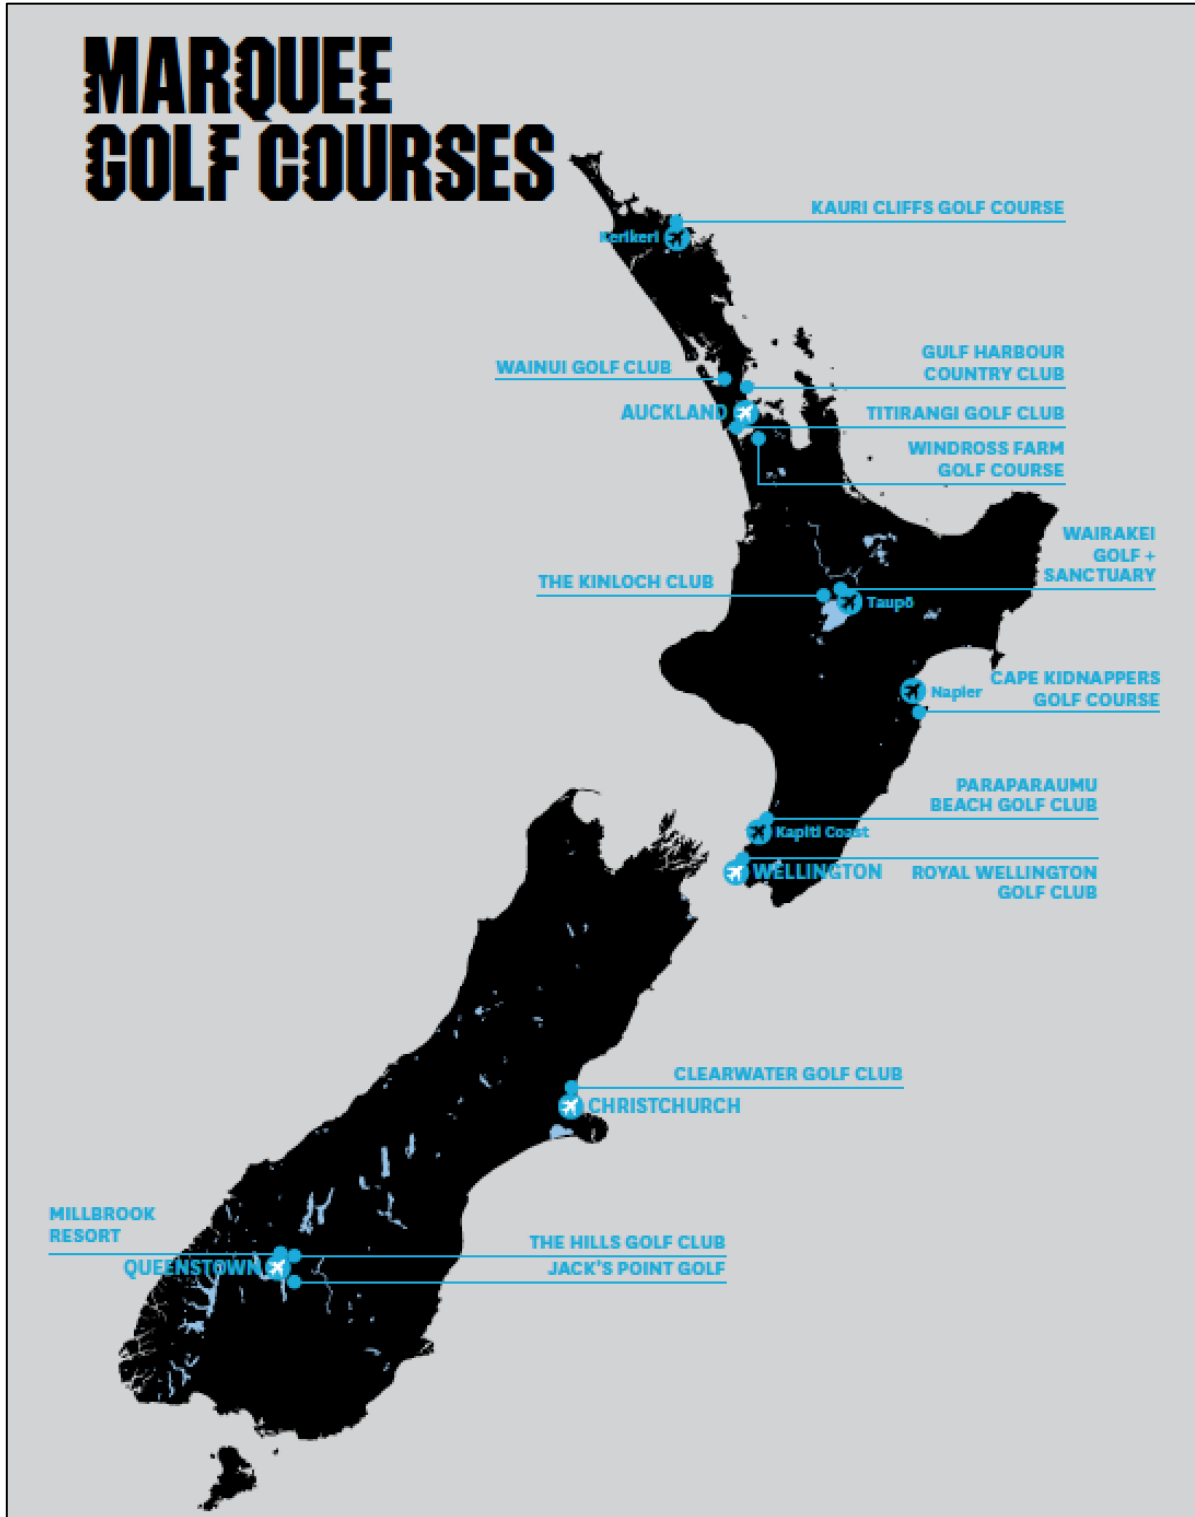 MARQUEE
GOLF COURSES
KAURI CLIFFS GOLF COURSE
Kerikeri
WAINUI GOLF CLUB
GULF HARBOUR
COUNTRY CLUB
AUCKLAND
TITIRANGI GOLF CLUB
WINDROSS FARM
GOLF COURSE
WAIRAKEI
GOLF +
SANCTUARY
THE KINLOCH CLUB
Taupō
CAPE KIDNAPPERS
GOLF COURSE
Napier
PARAPARAUMU
BEACH GOLF CLUB
Kapiti Coast
WELLINGTON
ROYAL WELLINGTON
GOLF CLUB
CLEARWATER GOLF CLUB
CHRISTCHURCH
MILLBROOK
RESORT
THE HILLS GOLF CLUB
QUEENSTOWN
JACK'S POINT GOLF